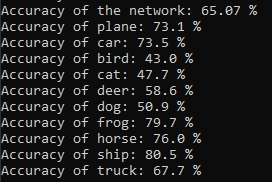 Accuracy of the network: 65.07 %
Accuracy of plane: 73.1 %
Accuracy of car: 73.5 %
Accuracy of bird: 43.0 %
Accuracy of cat: 47.7 %
Accuracy of deer: 58.6 %
Accuracy of dog: 50.9 %
Accuracy of frog: 79.7 %
Accuracy of horse: 76.0 %
Accuracy of ship: 80.5 %
Accuracy of truck: 67.7 %